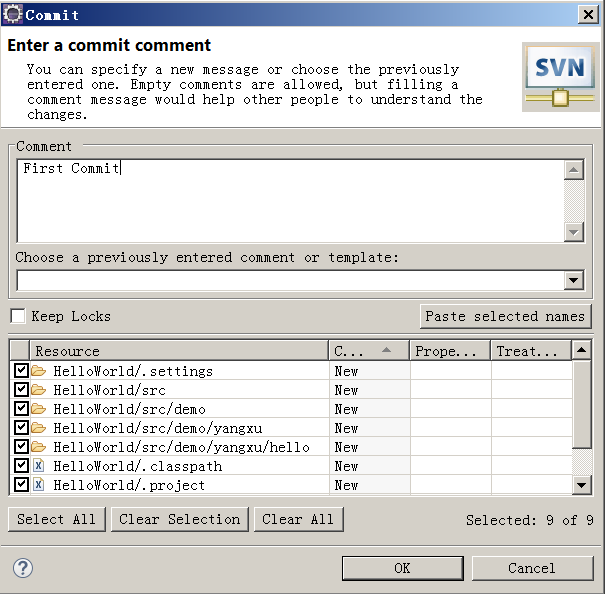 Commit
Enter a commit comment
You can specify a new message or choose the previously
entered one. Empty comments are allowed, but filling a
comment message would help other people to understand the
changes.
SVN
Comment
First Commit
Choose a previously entered comment or template:
Keep Locks
Paste selected names
Resource C... Prope... Treat...
HelloWorld/.settings New
HelloWorld/src New
HelloWorld/src/demo New
HelloWorld/src/demo/yangxu New
HelloWorld/src/demo/yangxu/hello New
HelloWorld/.classpath New
HelloWorld/.project New
Select All Clear Selection Clear All Selected: 9 of 9
? OK Cancel